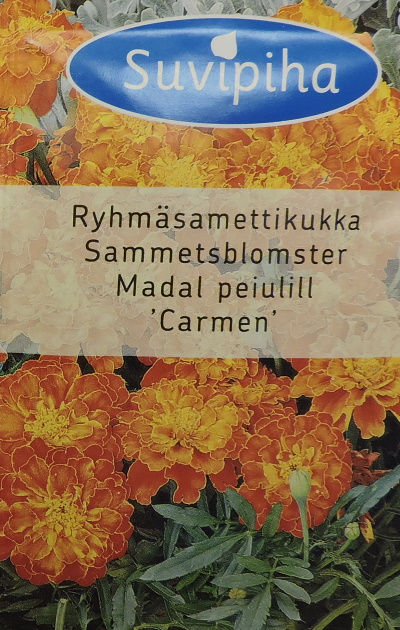 Suvipiha
Ryhmäsamettikukka
Sammetsblomster
Madal peiulill
'Carmen'